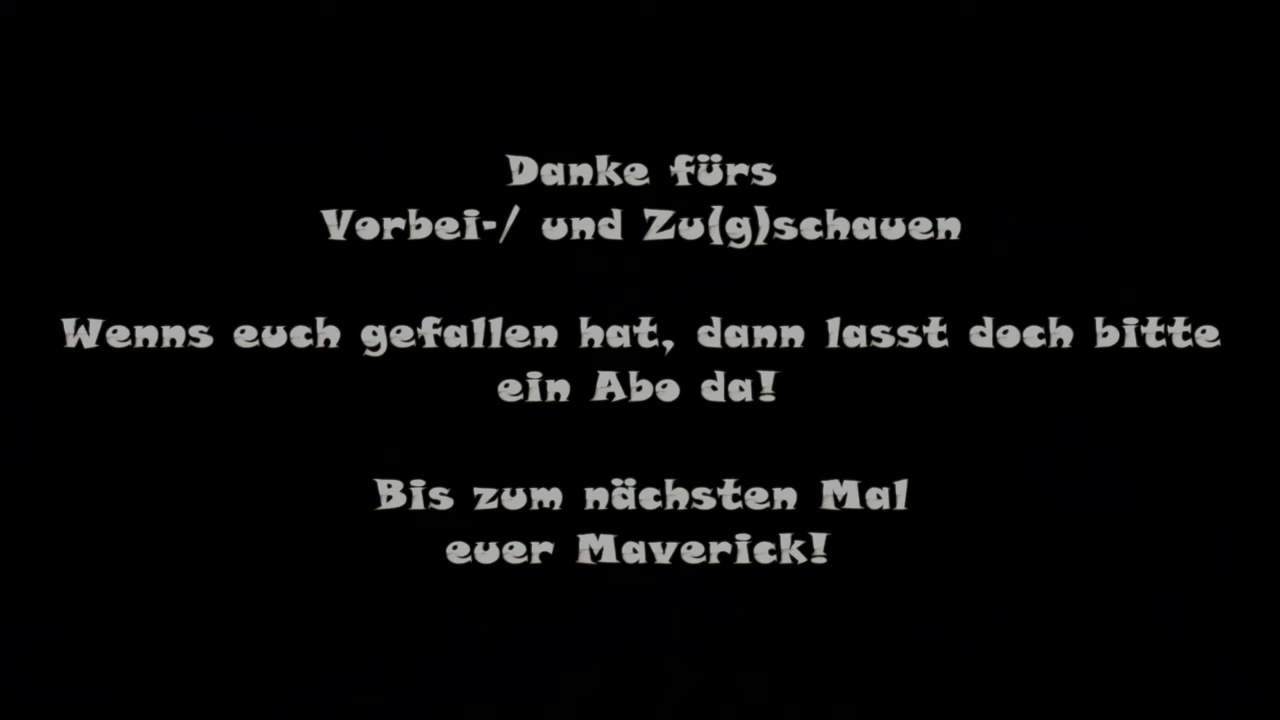 Danke fürs
Vorbei-/ und Zu(g)schauen
Wenns euch gefallen hat, dann lasst doch bitte
ein Abo da!
Bis zum nächsten Mal
euer Maverick!